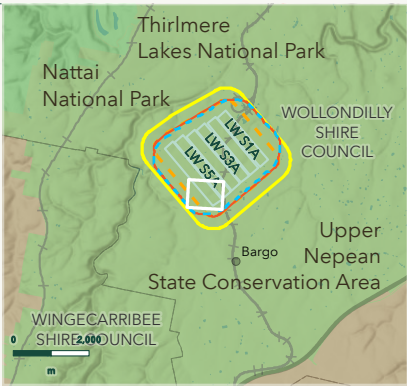 Thirlmere
Lakes National Park
Nattai
National Park
WOLLONDILLY
SHIRE
COUNCIL
LW S1A
LW S3A
LW S5A
Bargo
Upper
Nepean
State Conservation Area
WINGECARRIBEE
SHIRE COUNCIL
0 2,000
m